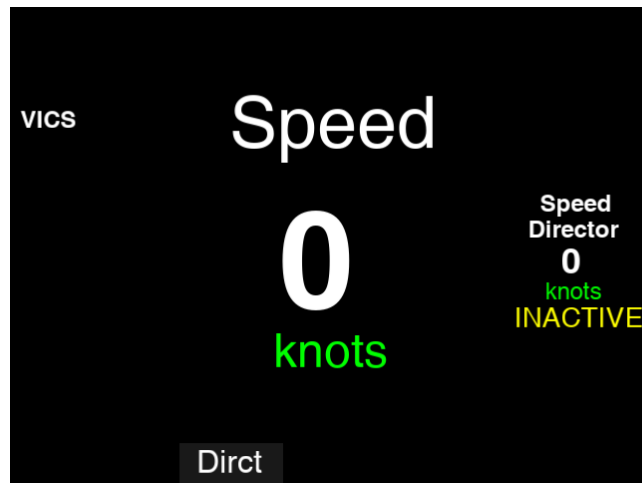 VICS
Speed
0
knots
Speed
Director
0
knots
INACTIVE
Dirct